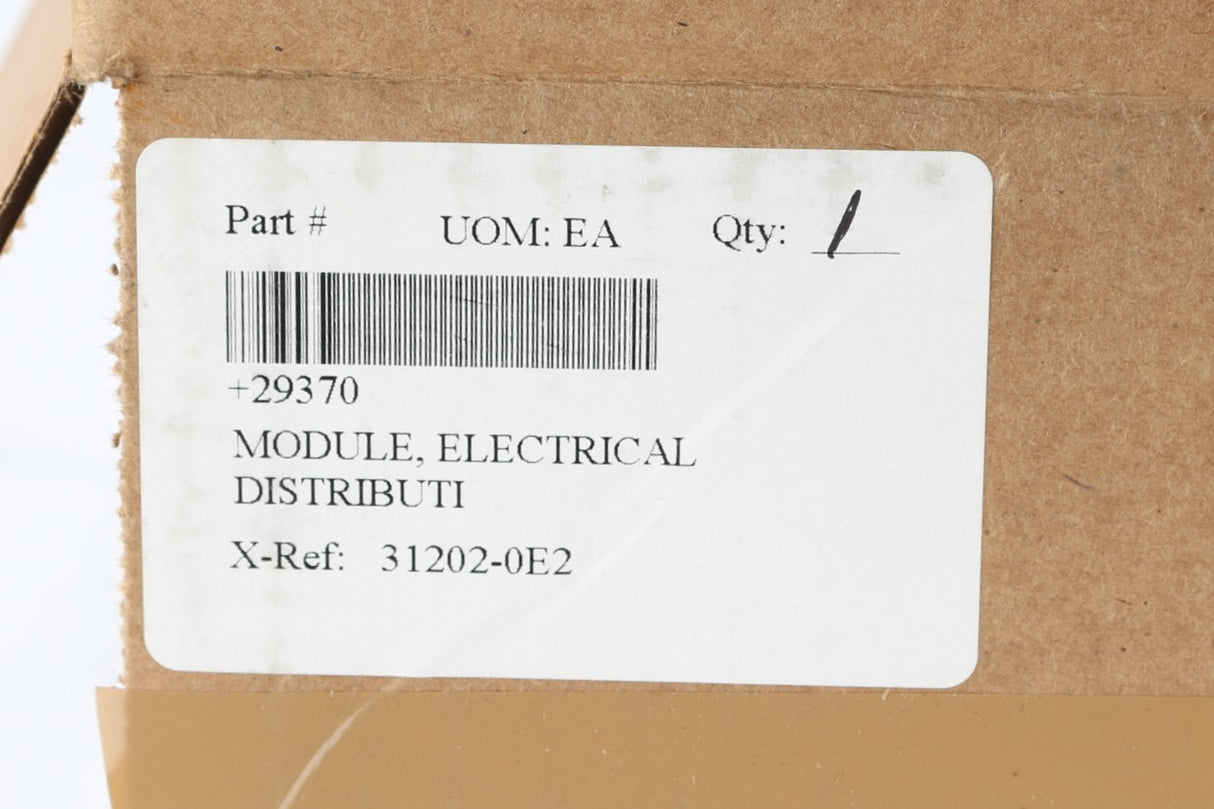 Part # UOM: EA Qty: 1
+29370
MODULE, ELECTRICAL
DISTRIBUTI
X-Ref: 31202-0E2